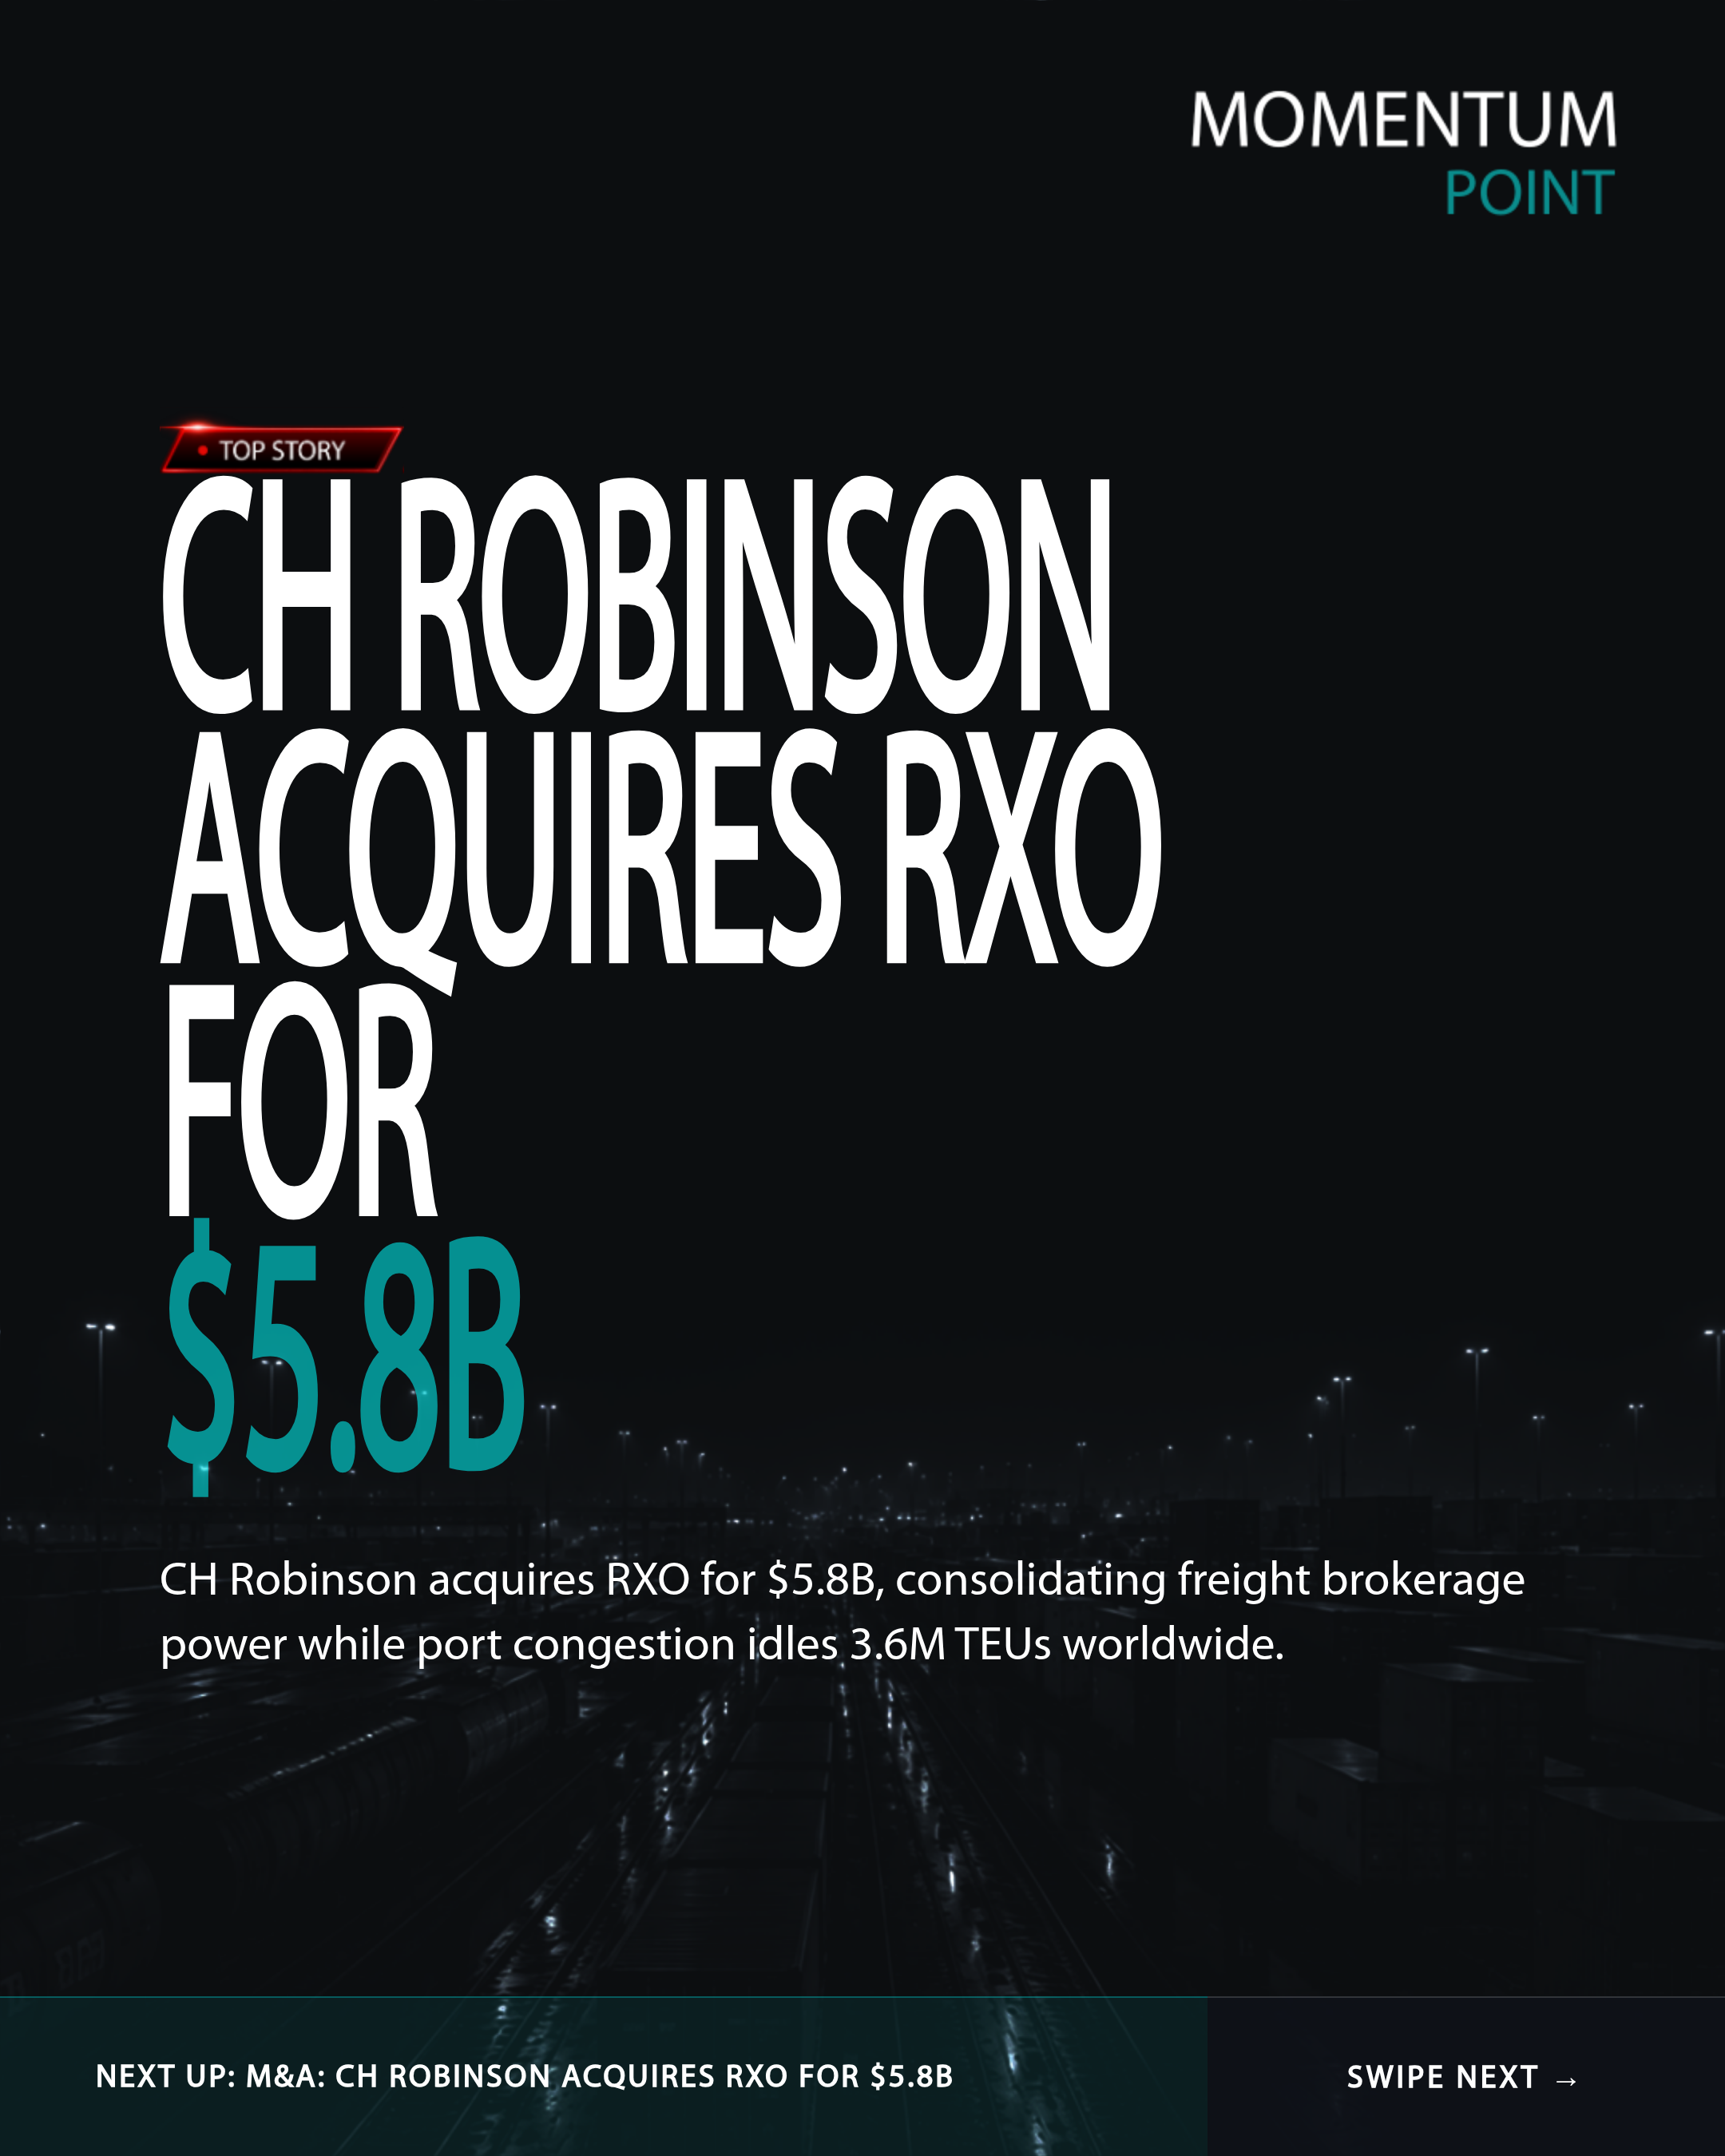 MOMENTUM
POINT
TOP STORY
CH ROBINSON
ACQUIRES RXO
FOR
$5.8B
CH Robinson acquires RXO for $5.8B, consolidating freight brokerage
power while port congestion idles 3.6M TEUs worldwide.
NEXT UP: M&A: CH ROBINSON ACQUIRES RXO FOR $5.8B
SWIPE NEXT →